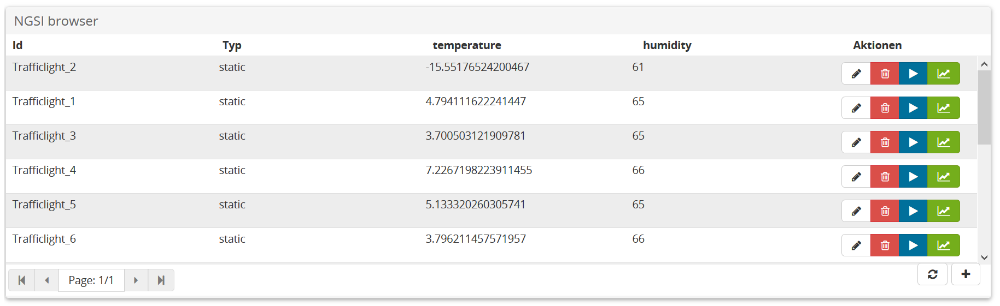 NGSI browser
Id Typ temperature humidity Aktionen
Trafficlight_2 static -15.55176524200467 61
Trafficlight_1 static 4.794111622241447 65
Trafficlight_3 static 3.700503121909781 65
Trafficlight_4 static 7.2267198223911455 66
Trafficlight_5 static 5.133320260305741 65
Trafficlight_6 static 3.796211457571957 66
Page: 1/1